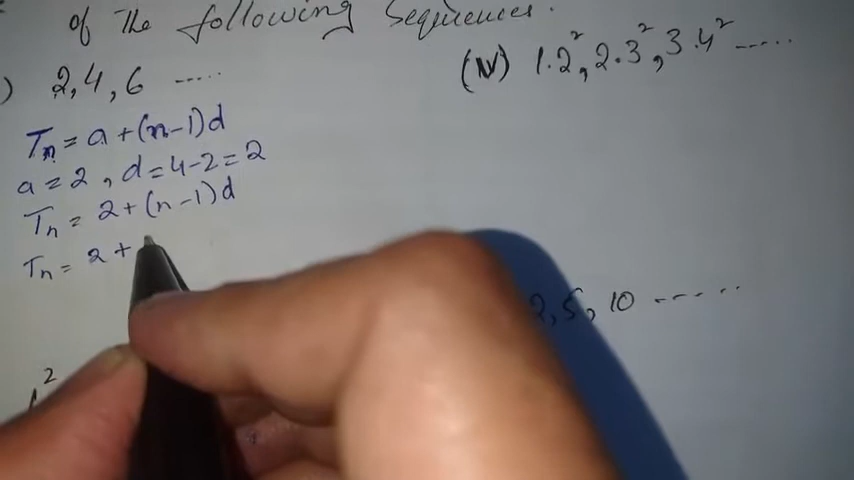 of the following Sequences.
) 2,4,6 .....
Tn = a+(n-1)d
a = 2, d = 4-2 = 2
Tn = 2+(n-1)d
Tn = 2+
2
(IV) 1.2², 2.3², 3.4² .....
2,5,10 ......